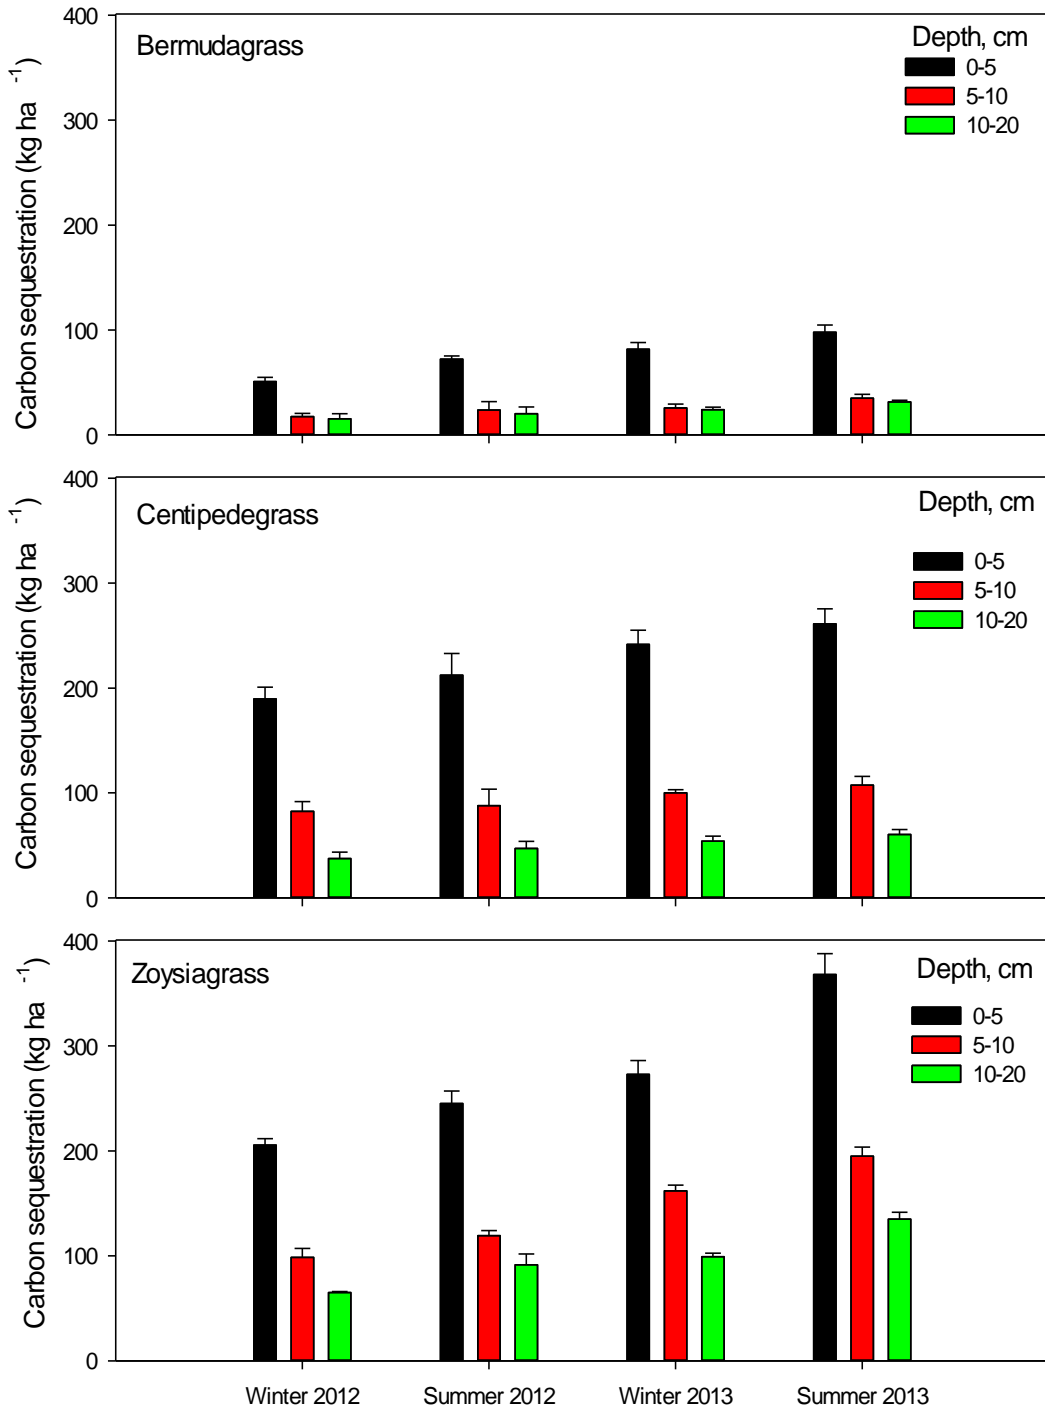 400
300
200
100
0
Carbon sequestration (kg ha -1)
Bermudagrass
Depth, cm
0-5
5-10
10-20
400
300
200
100
0
Carbon sequestration (kg ha -1)
Centipedegrass
Depth, cm
0-5
5-10
10-20
400
300
200
100
0
Carbon sequestration (kg ha -1)
Zoysiagrass
Depth, cm
0-5
5-10
10-20
Winter 2012 Summer 2012 Winter 2013 Summer 2013